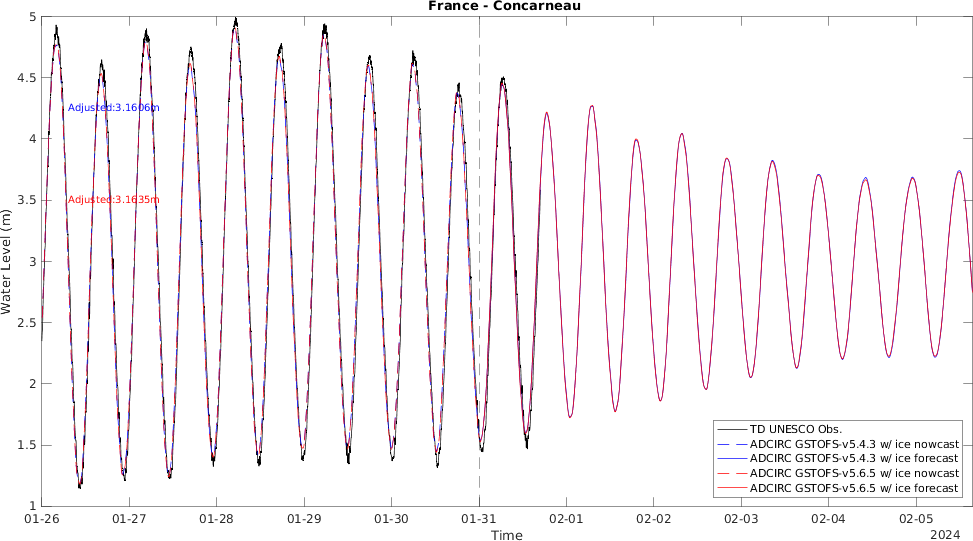 France - Concarneau
5
4.5
4
3.5
3
2.5
2
1.5
1
Water Level (m)
Adjusted:3.1606m
Adjusted:3.1635m
TD UNESCO Obs.
ADCIRC GSTOFS-v5.4.3 w/ ice nowcast
ADCIRC GSTOFS-v5.4.3 w/ ice forecast
ADCIRC GSTOFS-v5.6.5 w/ ice nowcast
ADCIRC GSTOFS-v5.6.5 w/ ice forecast
01-26 01-27 01-28 01-29 01-30 01-31 02-01 02-02 02-03 02-04 02-05
Time
2024